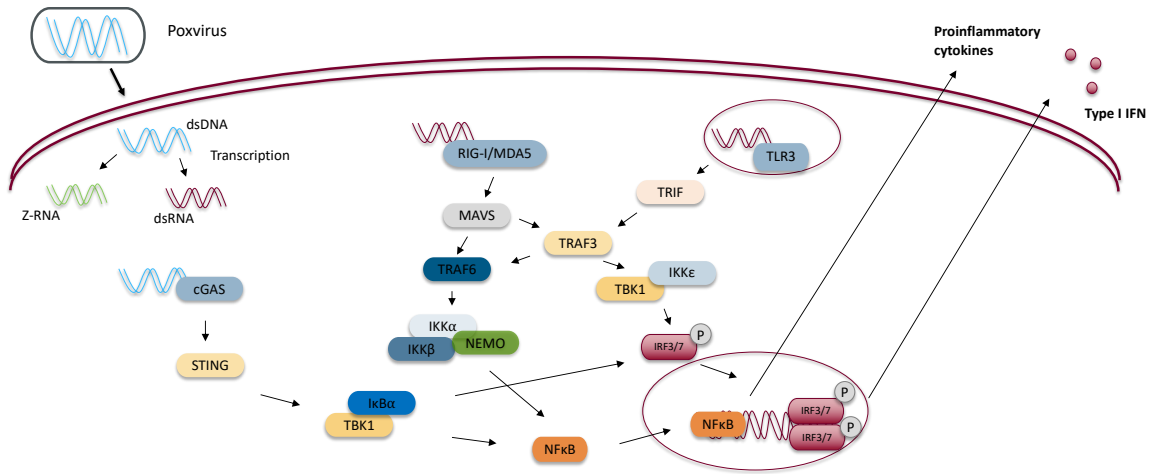 Poxvirus
Proinflammatory
cytokines
Type I IFN
dsDNA
Transcription
Z-RNA
dsRNA
RIG-I/MDA5
TLR3
TRIF
MAVS
TRAF3
TRAF6
IKKε
TBK1
cGAS
IKKα
IKKβ
NEMO
P
IRF3/7
STING
IκBα
TBK1
P
IRF3/7
NFκB
P
IRF3/7
NFκB